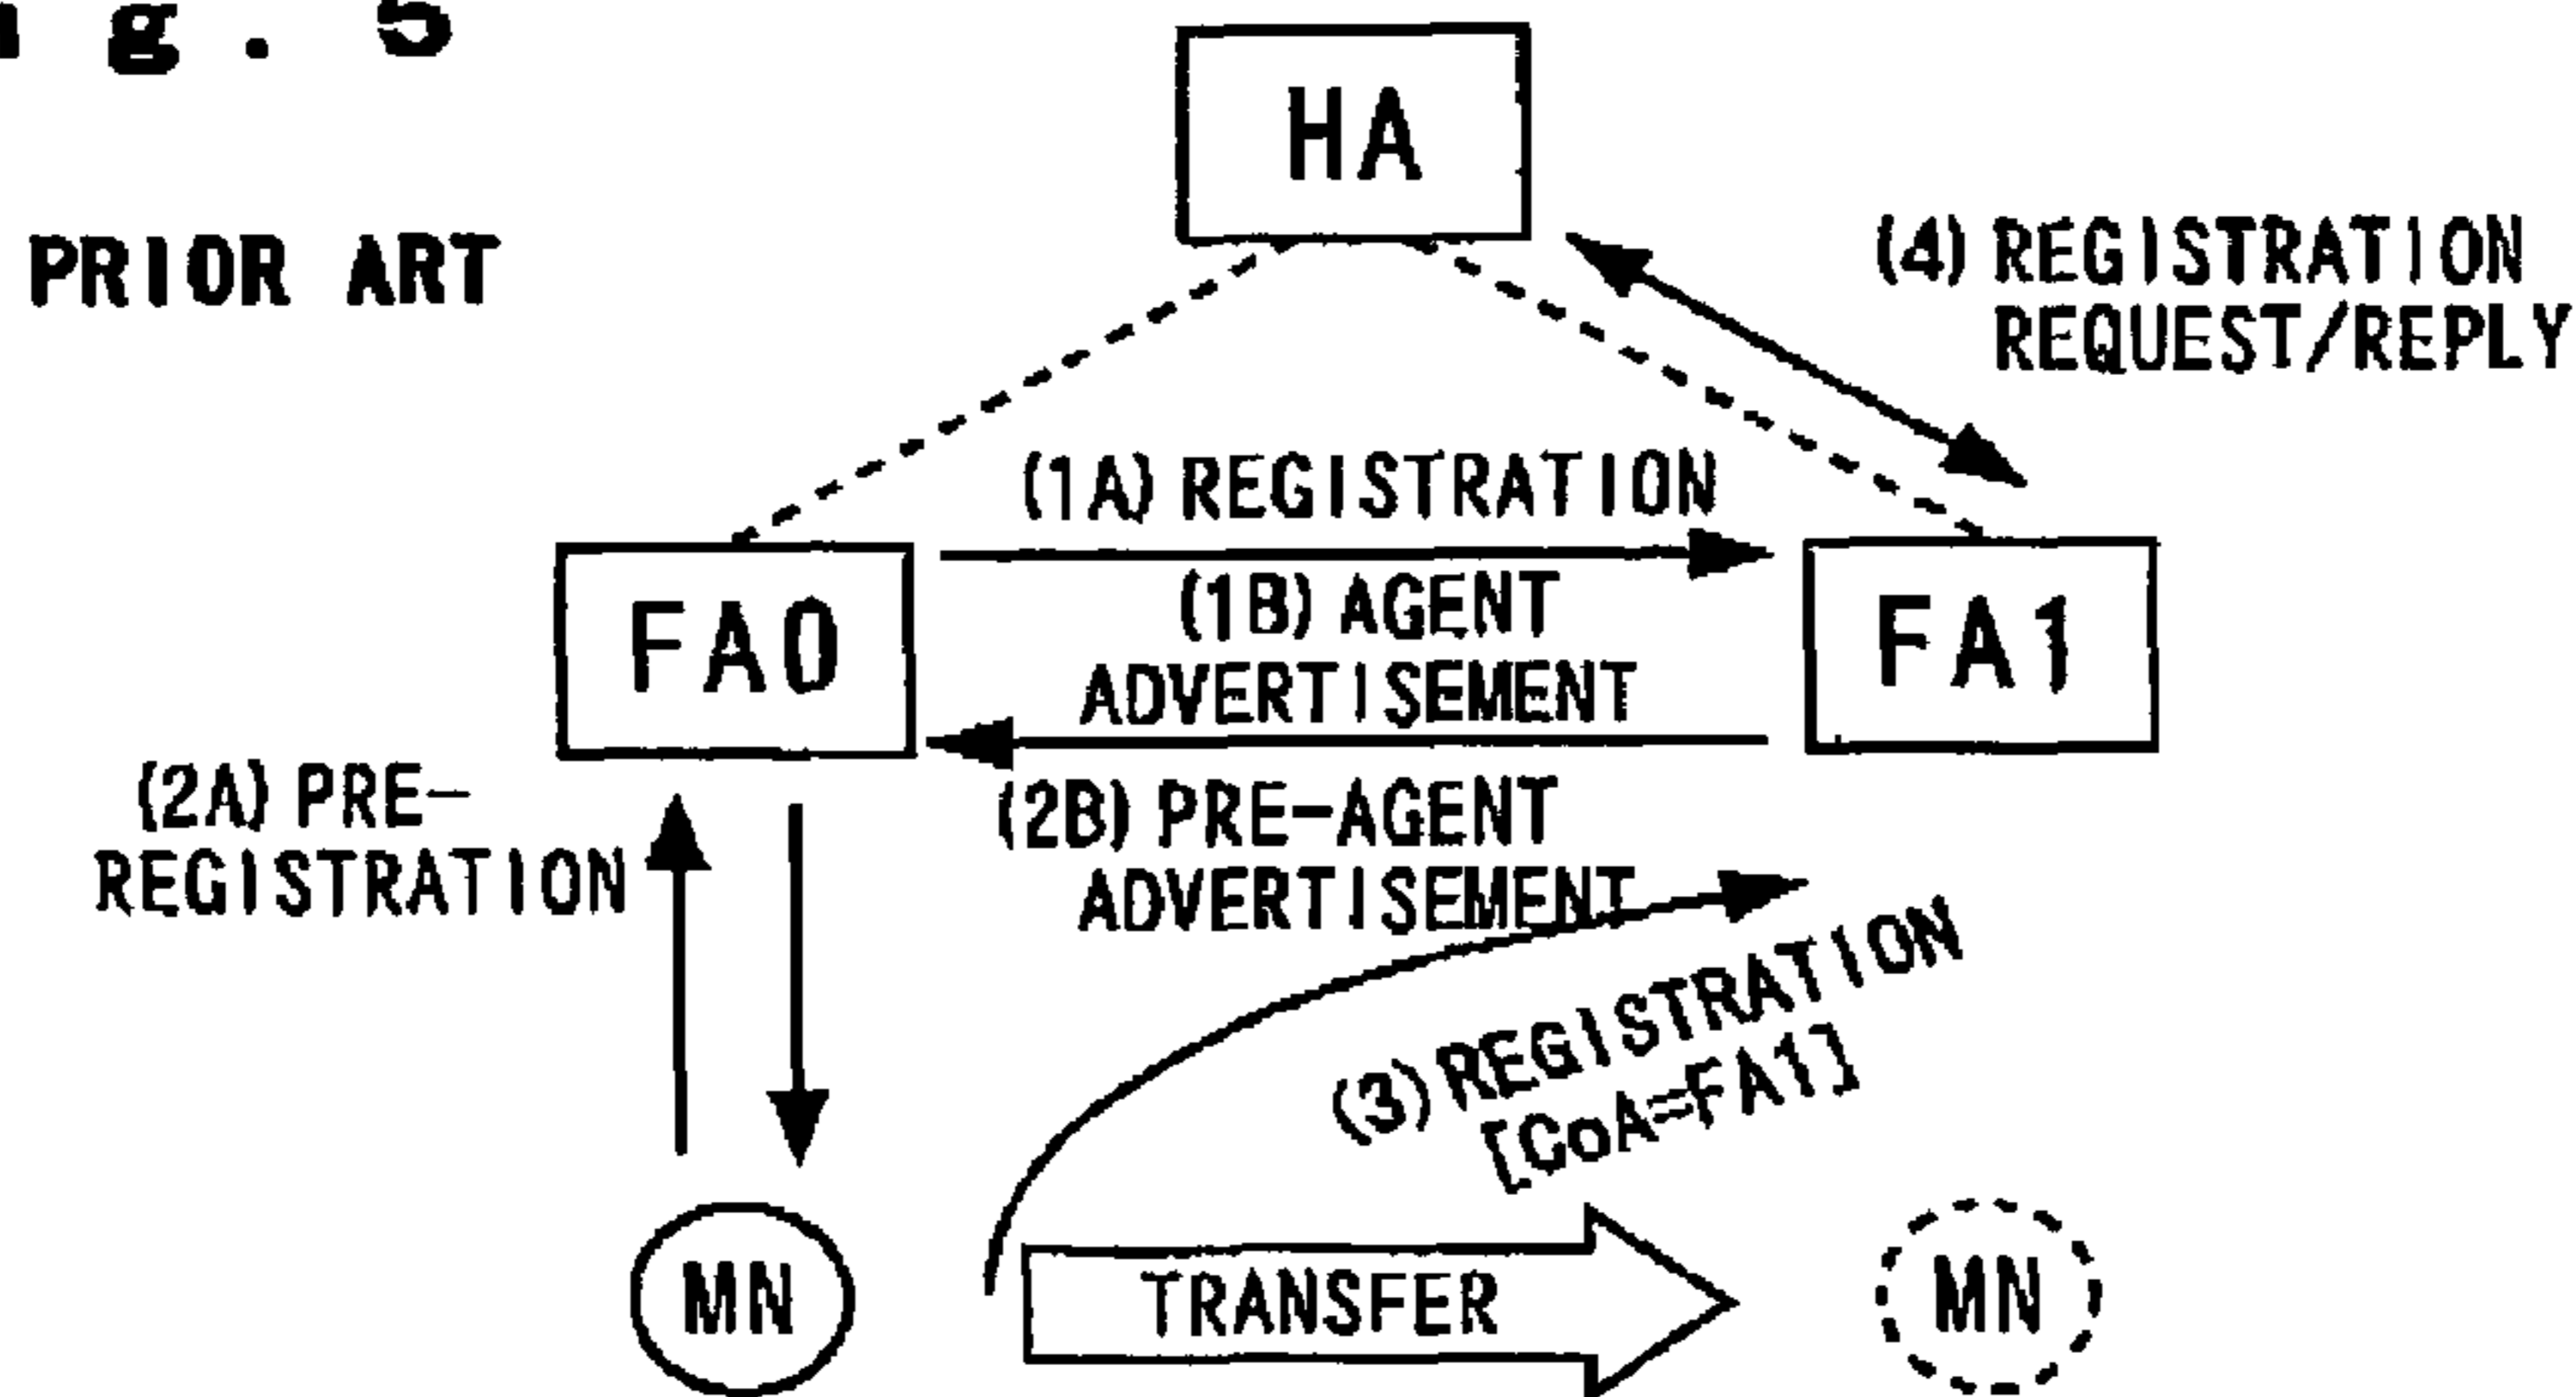 g. 5
PRIOR ART
HA
(4) REGISTRATION
REQUEST/REPLY
(1A) REGISTRATION
FA0
(1B) AGENT
ADVERTISEMENT
FA1
(2A) PRE-
REGISTRATION
(2B) PRE-AGENT
ADVERTISEMENT
(3) REGISTRATION
[CoA=FA1]
MN
TRANSFER
MN